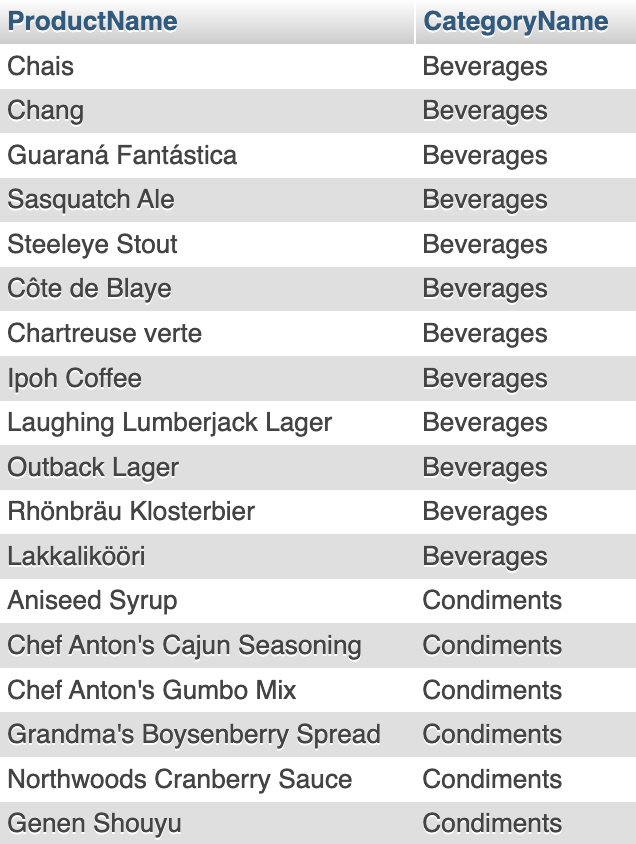 ProductName CategoryName
Chais Beverages
Chang Beverages
Guaraná Fantástica Beverages
Sasquatch Ale Beverages
Steeleye Stout Beverages
Côte de Blaye Beverages
Chartreuse verte Beverages
Ipoh Coffee Beverages
Laughing Lumberjack Lager Beverages
Outback Lager Beverages
Rhönbräu Klosterbier Beverages
Lakkalikööri Beverages
Aniseed Syrup Condiments
Chef Anton's Cajun Seasoning Condiments
Chef Anton's Gumbo Mix Condiments
Grandma's Boysenberry Spread Condiments
Northwoods Cranberry Sauce Condiments
Genen Shouyu Condiments